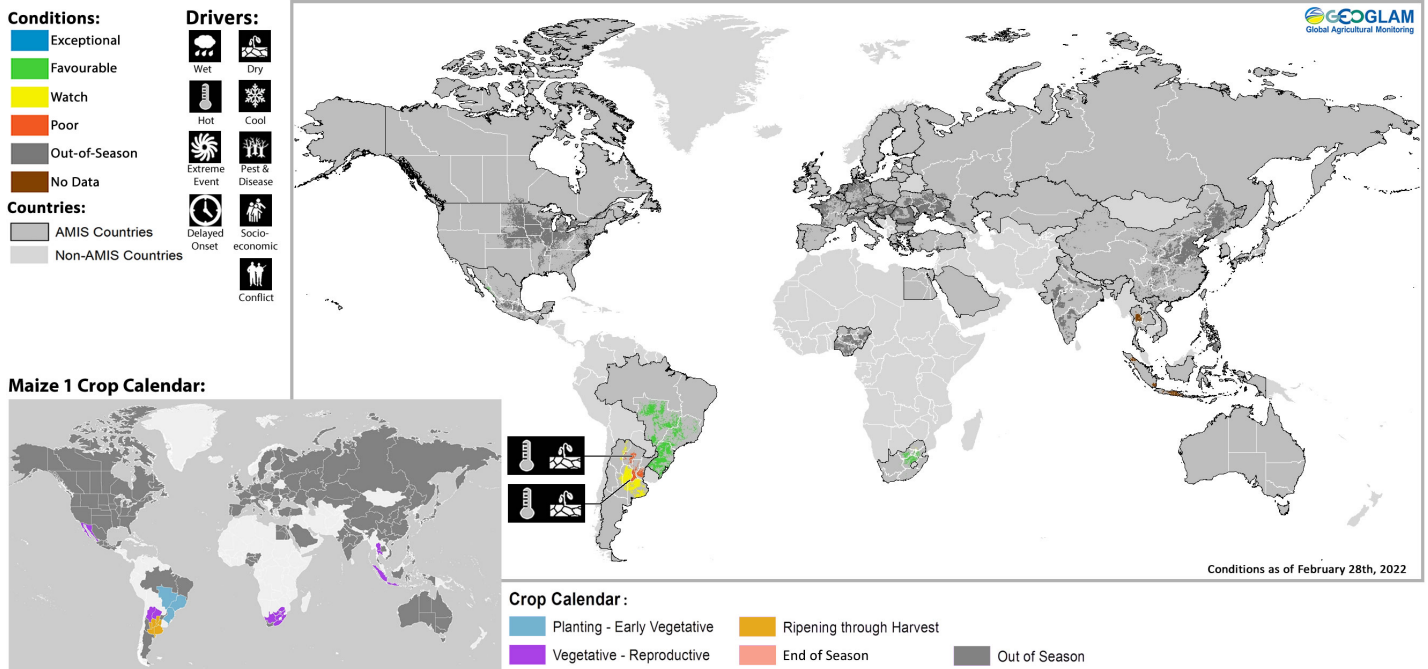 Conditions:
Exceptional
Favourable
Watch
Poor
Out-of-Season
No Data
Countries:
AMIS Countries
Non-AMIS Countries
Drivers:
Wet
Dry
Hot
Cool
Extreme
Event
Pest &
Disease
Delayed
Onset
Socio-
economic
Conflict
GEOGLAM
Global Agricultural Monitoring
Maize 1 Crop Calendar:
Conditions as of February 28th, 2022
Crop Calendar :
Planting - Early Vegetative
Ripening through Harvest
Vegetative - Reproductive
End of Season
Out of Season